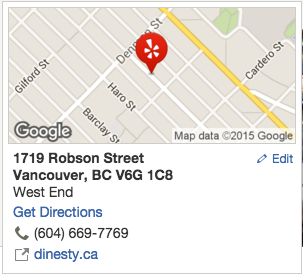 Gilford St
Denman St
Cardero St
Haro St
Barclay St
Google
Map data ©2015 Google
1719 Robson Street
Edit
Vancouver, BC V6G 1C8
West End
Get Directions
(604) 669-7769
dinesty.ca